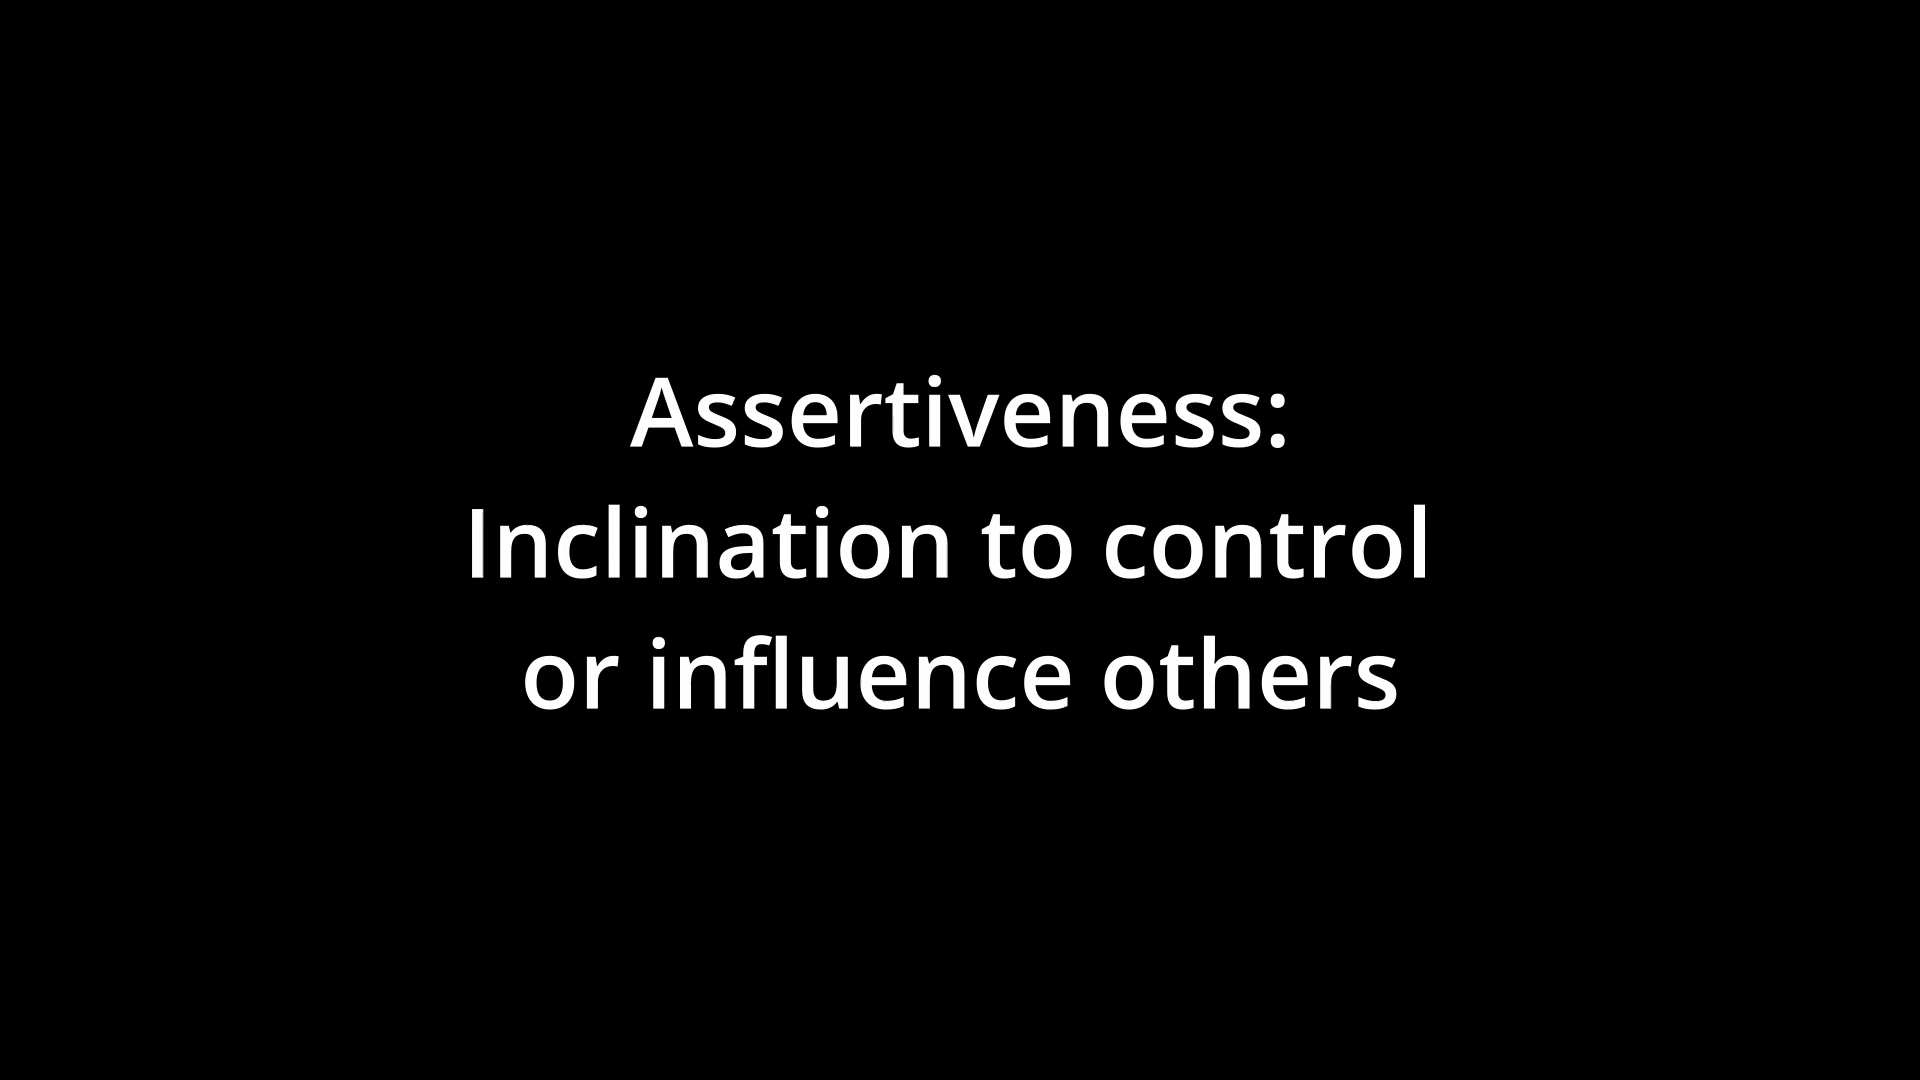 Assertiveness:
Inclination to control
or influence others